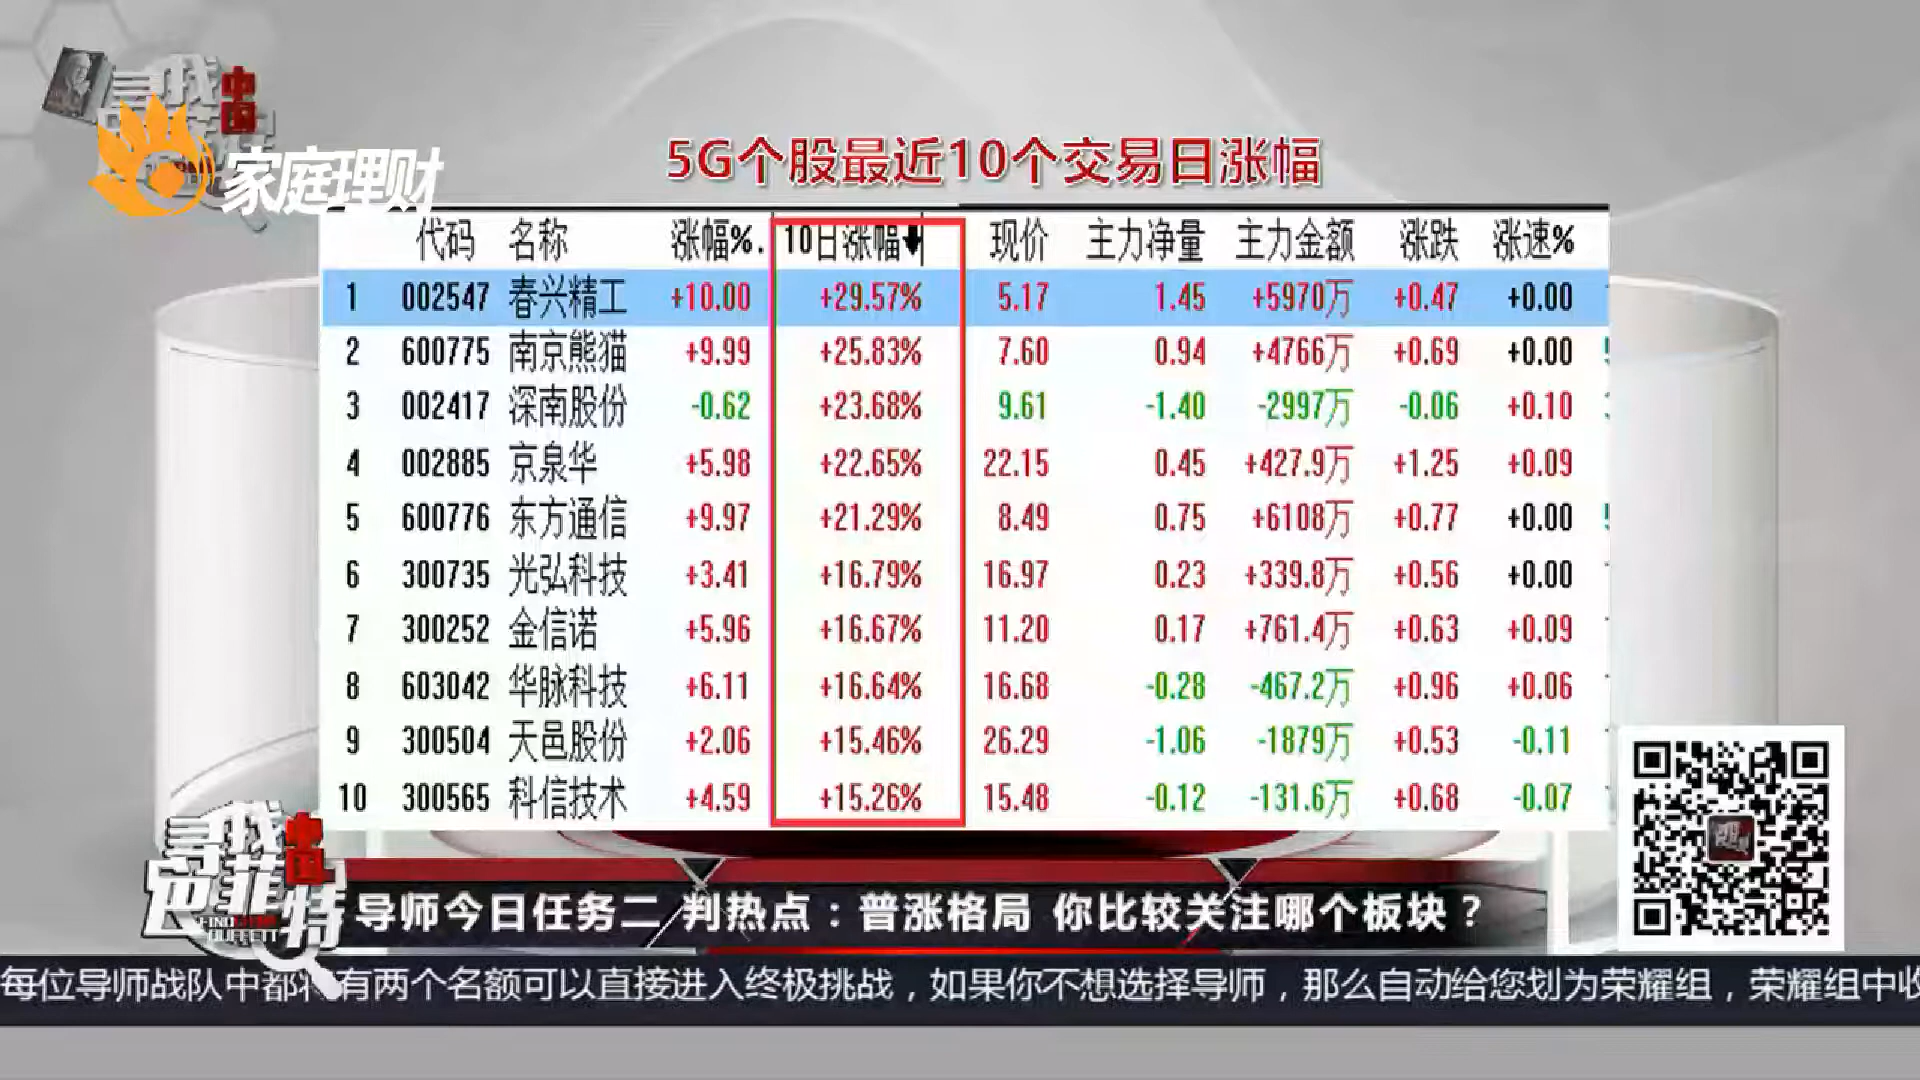 寻找中国
家庭理财
5G个股最近10个交易日涨幅
代码 名称 涨幅%. 10日涨幅↓ 现价 主力净量 主力金额 涨跌 涨速%
1 002547 春兴精工 +10.00 +29.57% 5.17 1.45 +5970万 +0.47 +0.00
2 600775 南京熊猫 +9.99 +25.83% 7.60 0.94 +4766万 +0.69 +0.00
3 002417 深南股份 -0.62 +23.68% 9.61 -1.40 -2997万 -0.06 +0.10
4 002885 京泉华 +5.98 +22.65% 22.15 0.45 +427.9万 +1.25 +0.09
5 600776 东方通信 +9.97 +21.29% 8.49 0.75 +6108万 +0.77 +0.00
6 300735 光弘科技 +3.41 +16.79% 16.97 0.23 +339.8万 +0.56 +0.00
7 300252 金信诺 +5.96 +16.67% 11.20 0.17 +761.4万 +0.63 +0.09
8 603042 华脉科技 +6.11 +16.64% 16.68 -0.28 -467.2万 +0.96 +0.06
9 300504 天邑股份 +2.06 +15.46% 26.29 -1.06 -1879万 +0.53 -0.11
10 300565 科信技术 +4.59 +15.26% 15.48 -0.12 -131.6万 +0.68 -0.07
寻找中国
巴菲特
导师今日任务二 判热点：普涨格局 你比较关注哪个板块？
每位导师战队中都将有两个名额可以直接进入终极挑战，如果你不想选择导师，那么自动给您划为荣耀组，荣耀组中收